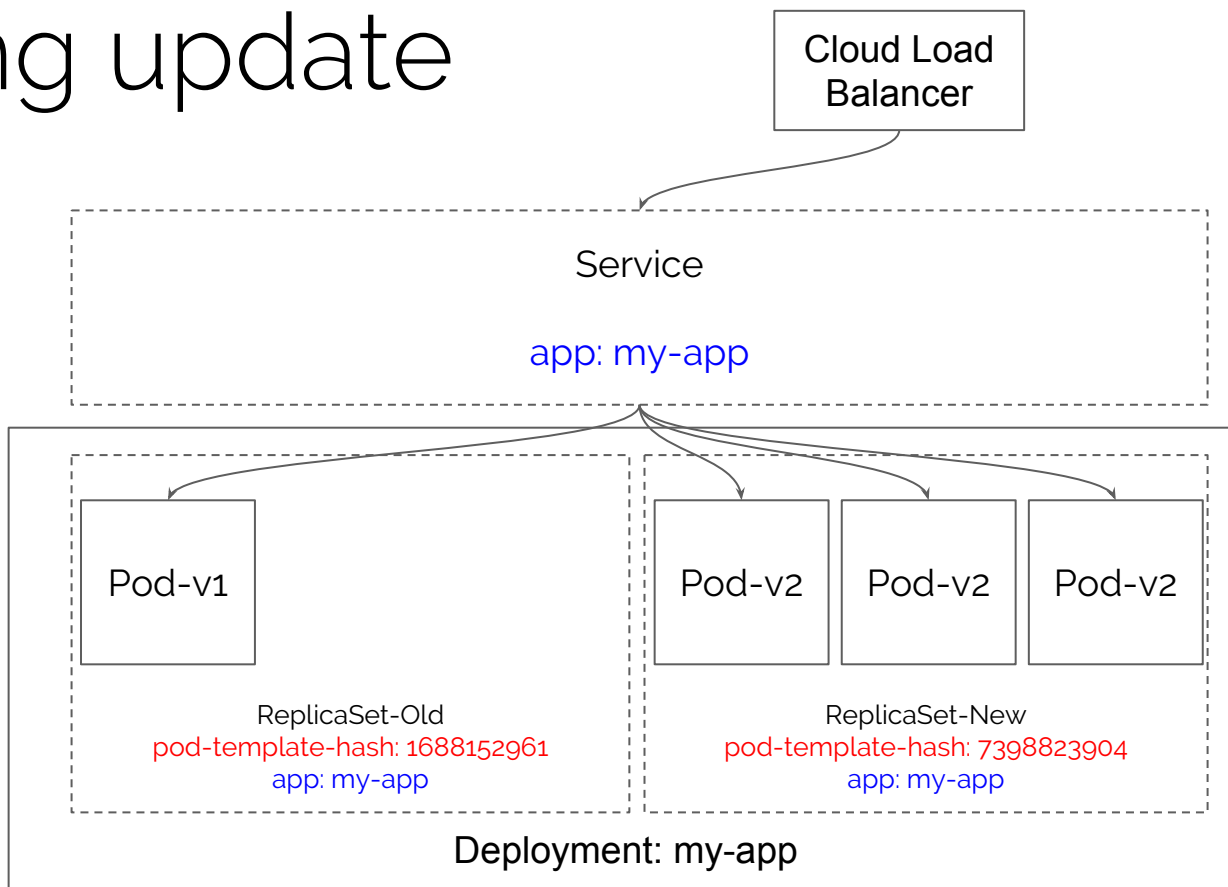 ng update
Cloud Load
Balancer
Service
app: my-app
Pod-v1
Pod-v2
Pod-v2
Pod-v2
ReplicaSet-Old
pod-template-hash: 1688152961
app: my-app
ReplicaSet-New
pod-template-hash: 7398823904
app: my-app
Deployment: my-app